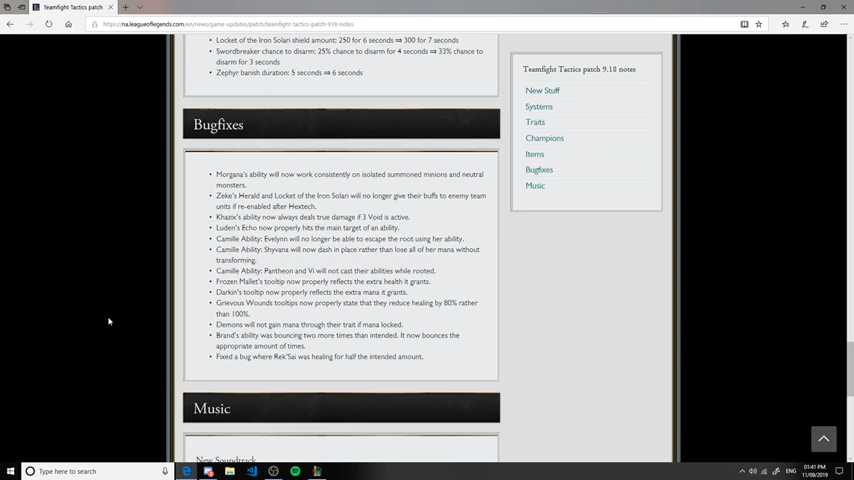 Teamfight Tactics patch
https://na.leagueoflegends.com/en/news/game-updates/patch/teamfight-tactics-patch-918-notes
Locket of the Iron Solari shield amount: 250 for 6 seconds ⇒ 300 for 7 seconds
Swordbreaker chance to disarm: 25% chance to disarm for 4 seconds ⇒ 33% chance to
disarm for 3 seconds
Zephyr banish duration: 5 seconds ⇒ 6 seconds
Teamfight Tactics patch 9.18 notes
New Stuff
Systems
Traits
Champions
Items
Bugfixes
Music
Bugfixes
Morgana's ability will now work consistently on isolated summoned minions and neutral
monsters.
Zeke's Herald and Locket of the Iron Solari will no longer give their buffs to enemy team
units if re-enabled after Hextech.
Khazix's ability now always deals true damage if 3 Void is active.
Luden's Echo now properly hits the main target of an ability.
Camille Ability: Evelynn will no longer be able to escape the root using her ability.
Camille Ability: Shyvana will now dash in place rather than lose all of her mana without
transforming.
Camille Ability: Pantheon and Vi will not cast their abilities while rooted.
Frozen Mallet's tooltip now properly reflects the extra health it grants.
Darkin's tooltip now properly reflects the extra mana it grants.
Grievous Wounds tooltips now properly state that they reduce healing by 80% rather
than 100%.
Demons will not gain mana through their trait if mana locked.
Brand's ability was bouncing two more times than intended. It now bounces the
appropriate amount of times.
Fixed a bug where Rek'Sai was healing for half the intended amount.
Music
New Soundtrack
Type here to search
ENG
01:41 PM
11/09/2019